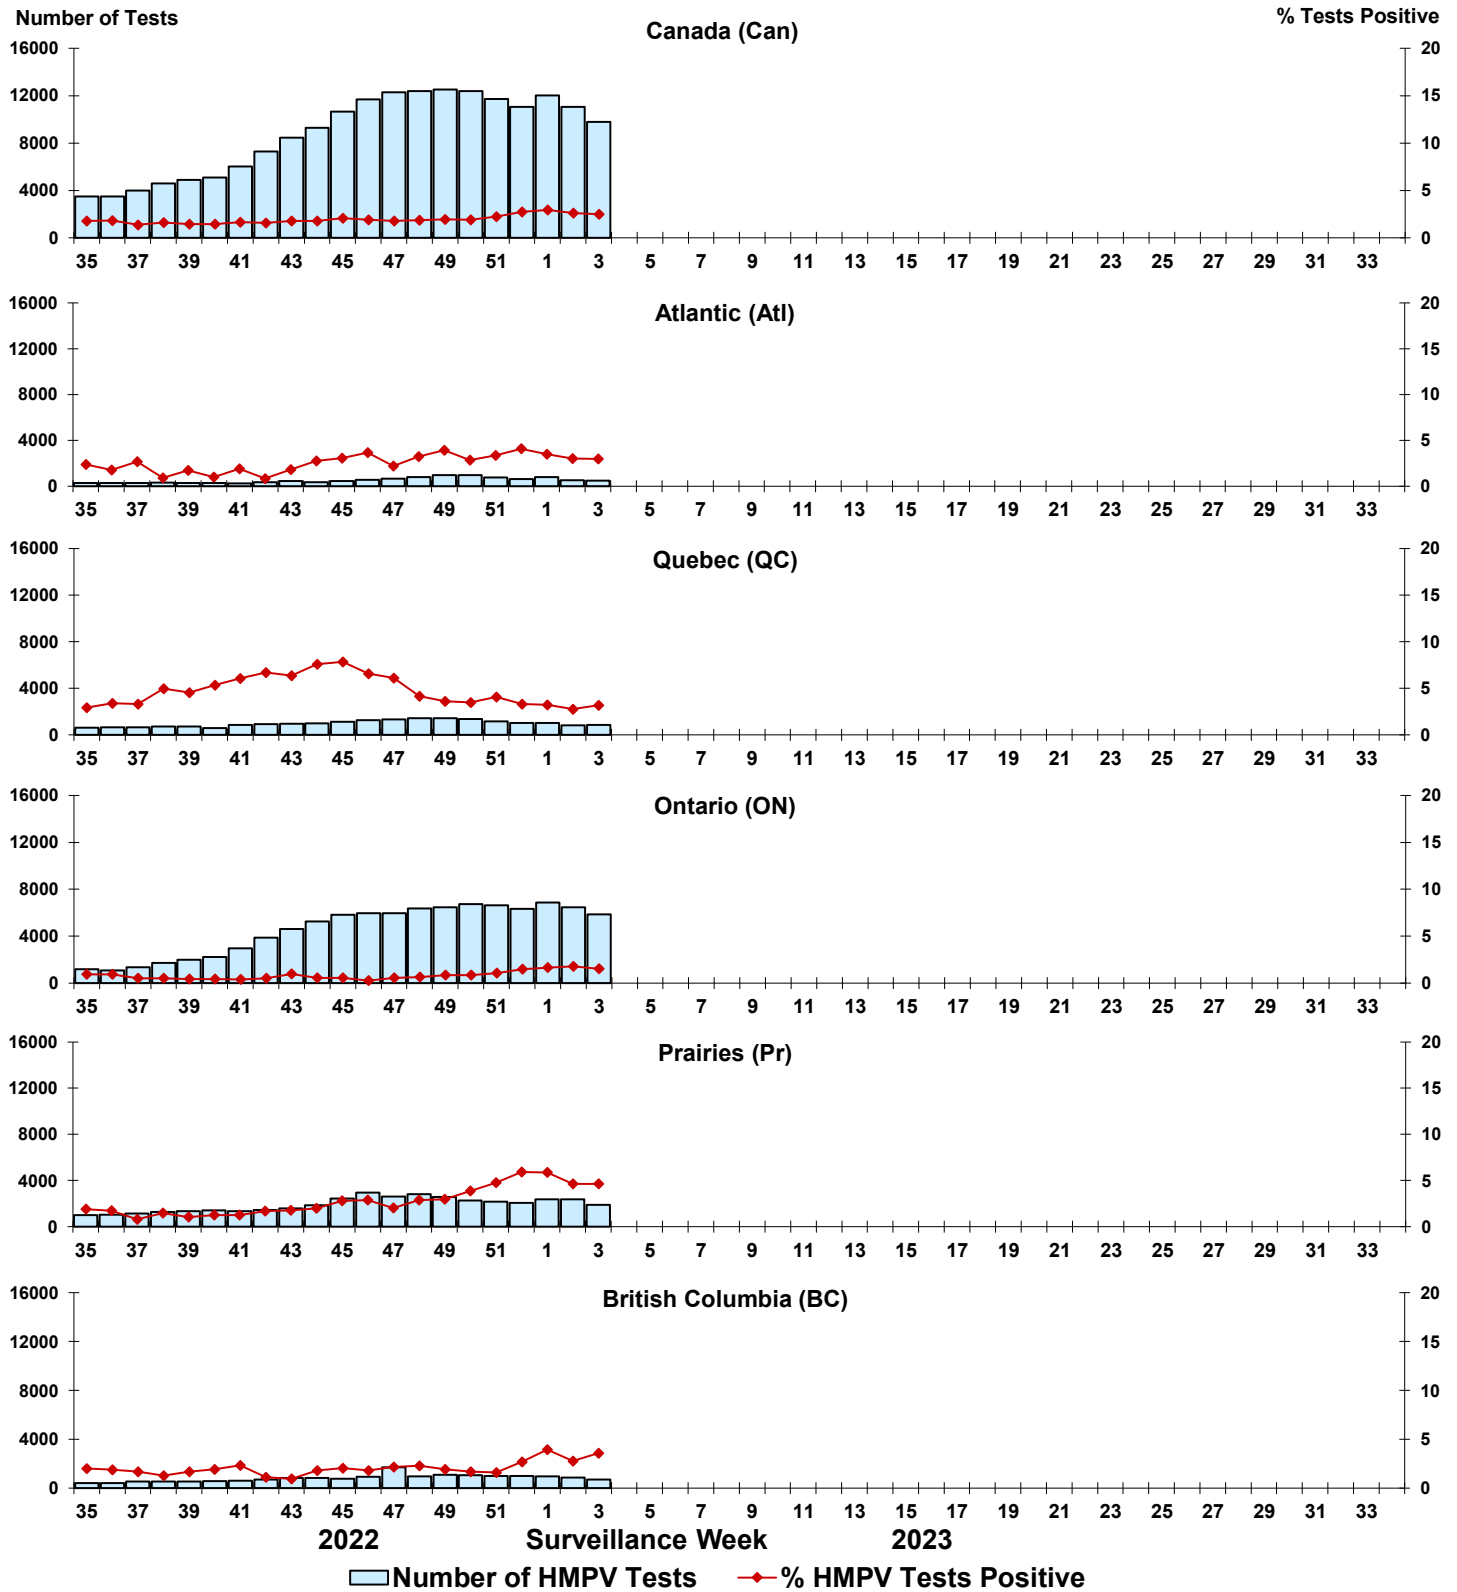 Number of Tests
% Tests Positive
Canada (Can)
16000 20
12000 15
8000 10
4000 5
0 0
35 37 39 41 43 45 47 49 51 1 3 5 7 9 11 13 15 17 19 21 23 25 27 29 31 33
Atlantic (Atl)
16000 20
12000 15
8000 10
4000 5
0 0
35 37 39 41 43 45 47 49 51 1 3 5 7 9 11 13 15 17 19 21 23 25 27 29 31 33
Quebec (QC)
16000 20
12000 15
8000 10
4000 5
0 0
35 37 39 41 43 45 47 49 51 1 3 5 7 9 11 13 15 17 19 21 23 25 27 29 31 33
Ontario (ON)
16000 20
12000 15
8000 10
4000 5
0 0
35 37 39 41 43 45 47 49 51 1 3 5 7 9 11 13 15 17 19 21 23 25 27 29 31 33
Prairies (Pr)
16000 20
12000 15
8000 10
4000 5
0 0
35 37 39 41 43 45 47 49 51 1 3 5 7 9 11 13 15 17 19 21 23 25 27 29 31 33
British Columbia (BC)
16000 20
12000 15
8000 10
4000 5
0 0
35 37 39 41 43 45 47 49 51 1 3 5 7 9 11 13 15 17 19 21 23 25 27 29 31 33
2022 Surveillance Week 2023
Number of HMPV Tests % HMPV Tests Positive